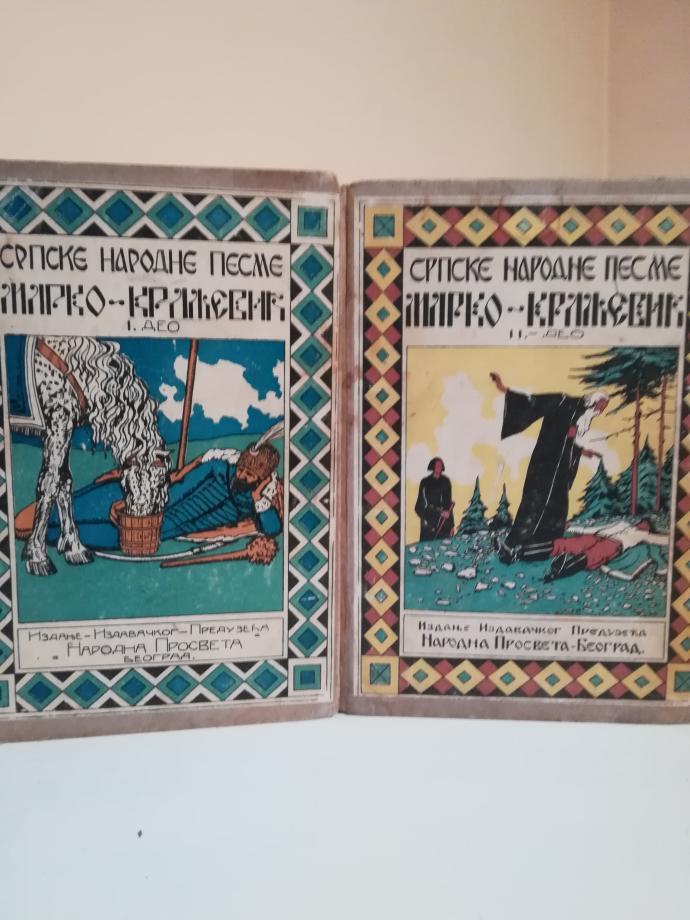 СРПСКЕ НАРОДНЕ ПЕСМЕ
МАРКО-КРАЉЕВИЋ
I. ДЕО
ИЗДАЊЕ-ИЗДАВАЧКОГ-ПРЕДУЗЕЋА
НАРОДНА ПРОСВЕТА
БЕОГРАД.
СРПСКЕ НАРОДНЕ ПЕСМЕ
МАРКО-КРАЉЕВИЋ
II.-ДЕО
ИЗДАЊЕ ИЗДАВАЧКОГ ПРЕДУЗЕЋА
НАРОДНА ПРОСВЕТА-БЕОГРАД.